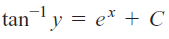 tan⁻¹ y = eˣ + C